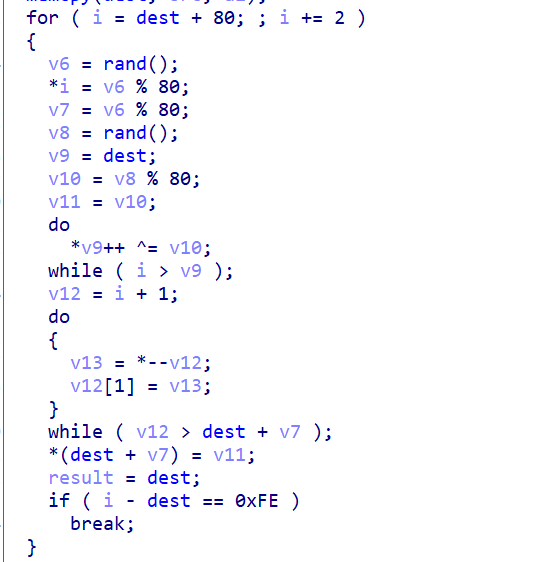 for ( i = dest + 80; ; i += 2 )
{
v6 = rand();
*i = v6 % 80;
v7 = v6 % 80;
v8 = rand();
v9 = dest;
v10 = v8 % 80;
v11 = v10;
do
*v9++ ^= v10;
while ( i > v9 );
v12 = i + 1;
do
{
v13 = *--v12;
v12[1] = v13;
}
while ( v12 > dest + v7 );
*(dest + v7) = v11;
result = dest;
if ( i - dest == 0xFE )
break;
}